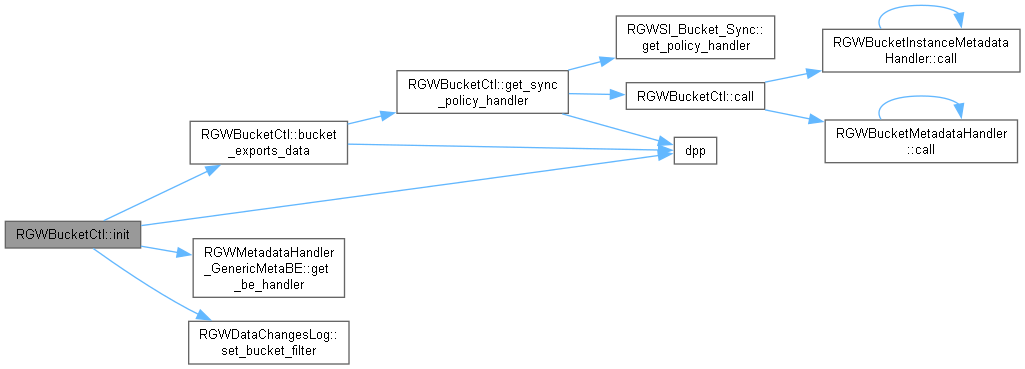 RGWBucketCtl::init
RGWBucketCtl::bucket
_exports_data
RGWBucketCtl::get_sync
_policy_handler
RGWSI_Bucket_Sync::
get_policy_handler
RGWBucketCtl::call
RGWBucketInstanceMetadata
Handler::call
RGWBucketMetadataHandler
::call
dpp
RGWMetadataHandler
_GenericMetaBE::get
_be_handler
RGWDataChangesLog::
set_bucket_filter